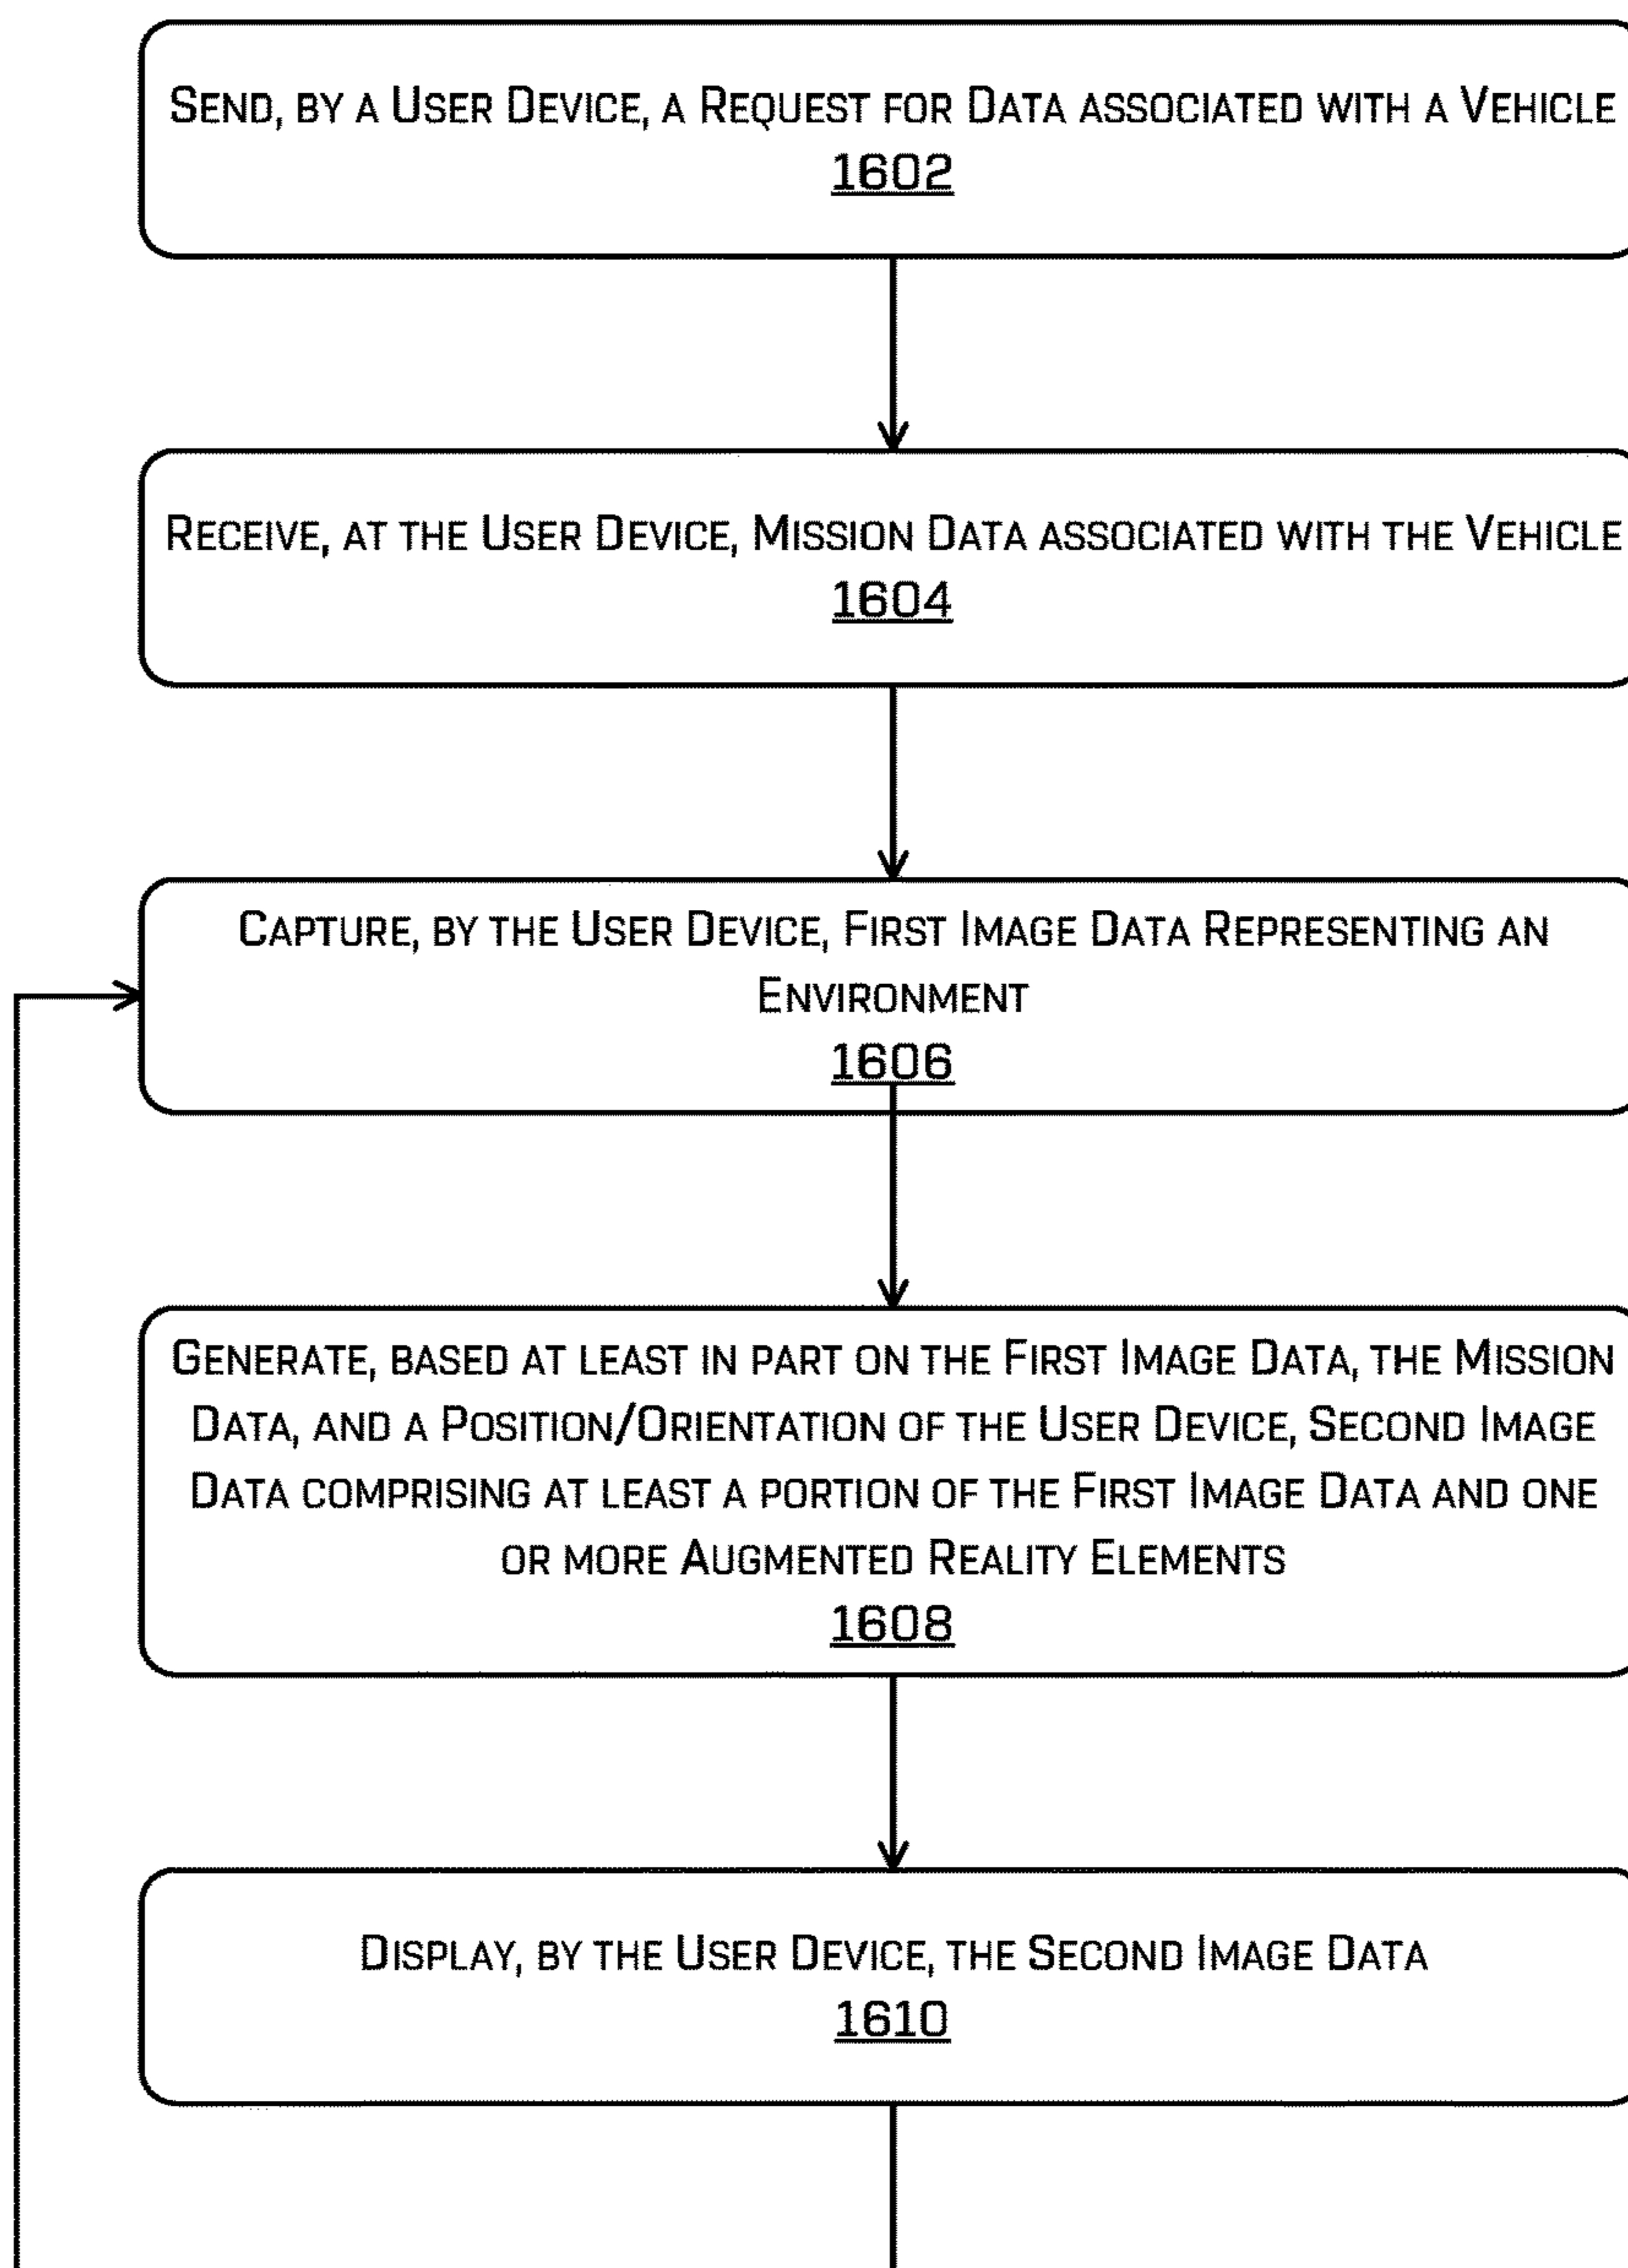 Send, by a User Device, a Request for Data associated with a Vehicle
1602
Receive, at the User Device, Mission Data associated with the Vehicle
1604
Capture, by the User Device, First Image Data Representing an
Environment
1606
Generate, based at least in part on the First Image Data, the Mission
Data, and a Position/Orientation of the User Device, Second Image
Data comprising at least a portion of the First Image Data and one
or more Augmented Reality Elements
1608
Display, by the User Device, the Second Image Data
1610